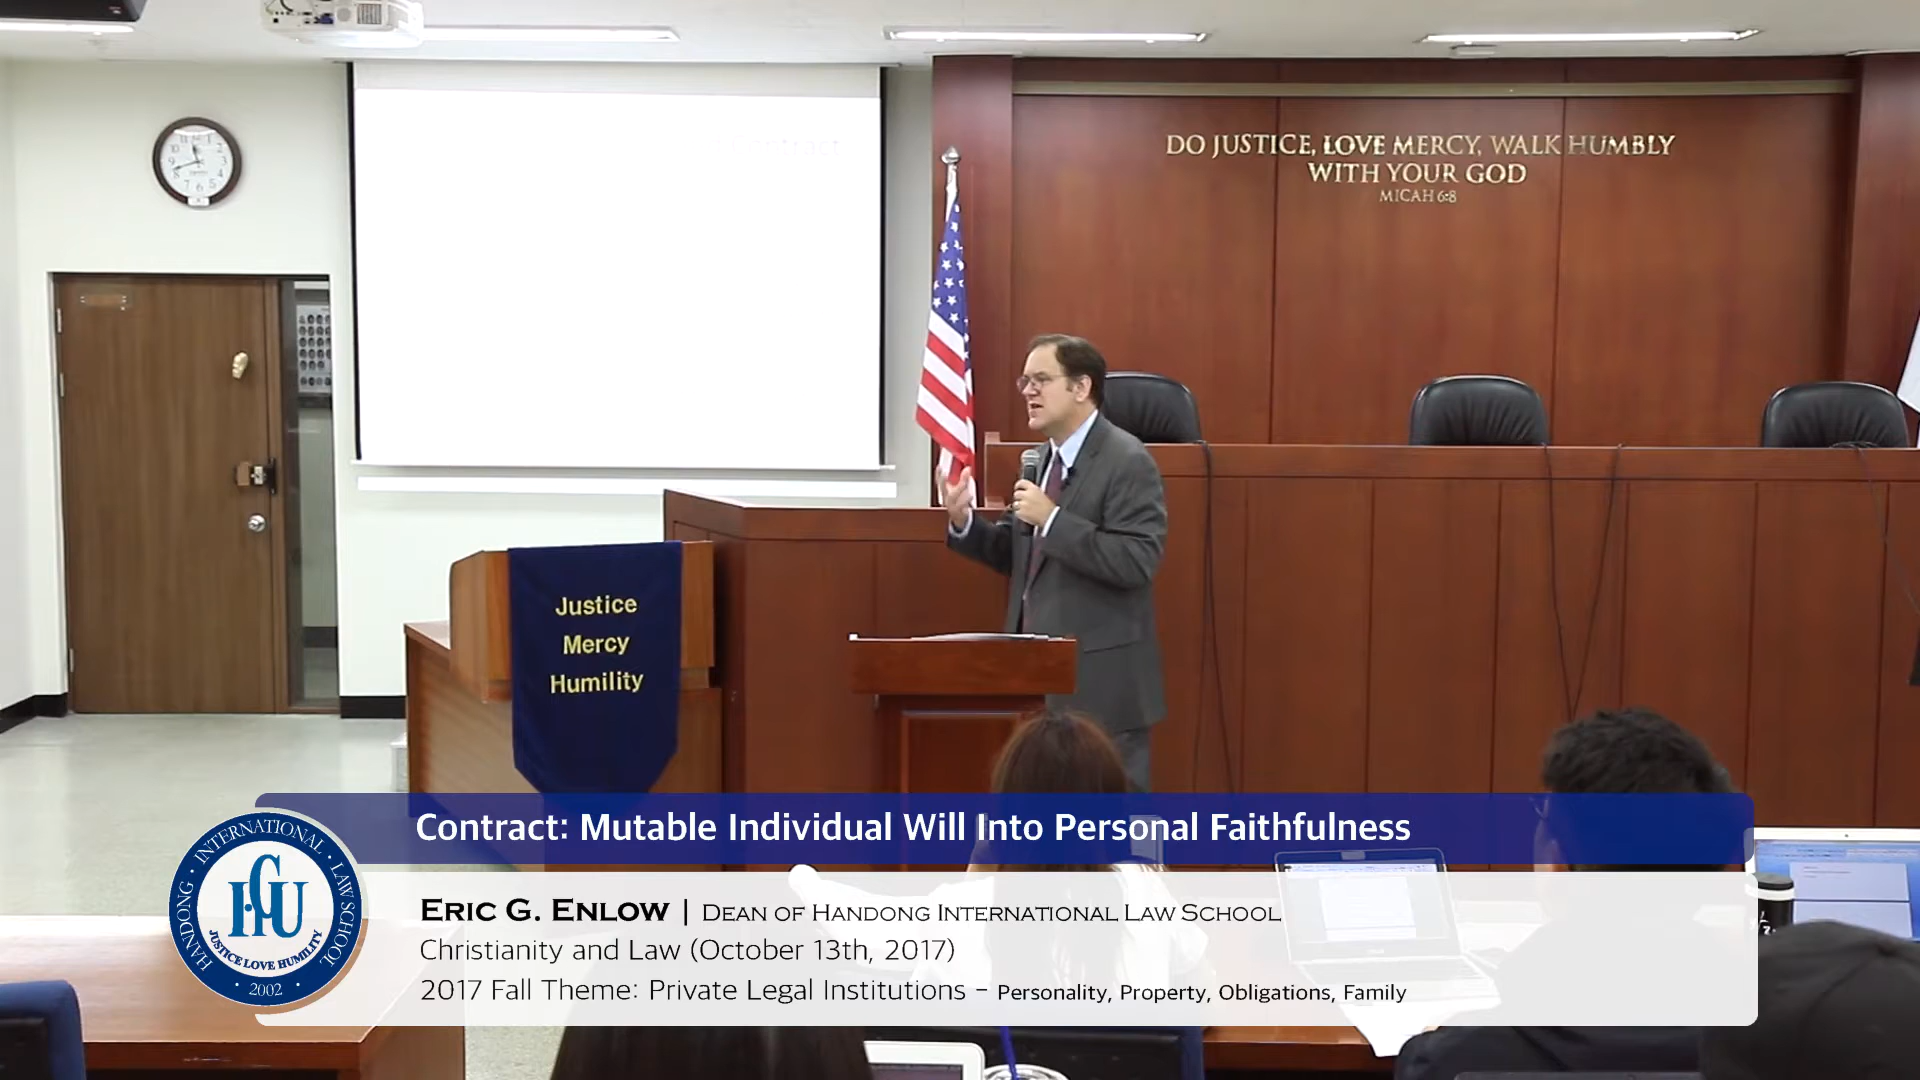 Contract
DO JUSTICE, LOVE MERCY, WALK HUMBLY
WITH YOUR GOD
MICAH 6:8
Justice
Mercy
Humility
Contract: Mutable Individual Will Into Personal Faithfulness
ERIC G. ENLOW | DEAN OF HANDONG INTERNATIONAL LAW SCHOOL
Christianity and Law (October 13th, 2017)
2017 Fall Theme: Private Legal Institutions – Personality, Property, Obligations, Family
HANDONG · INTERNATIONAL · LAW SCHOOL
JUSTICE LOVE HUMILITY
· 2002 ·